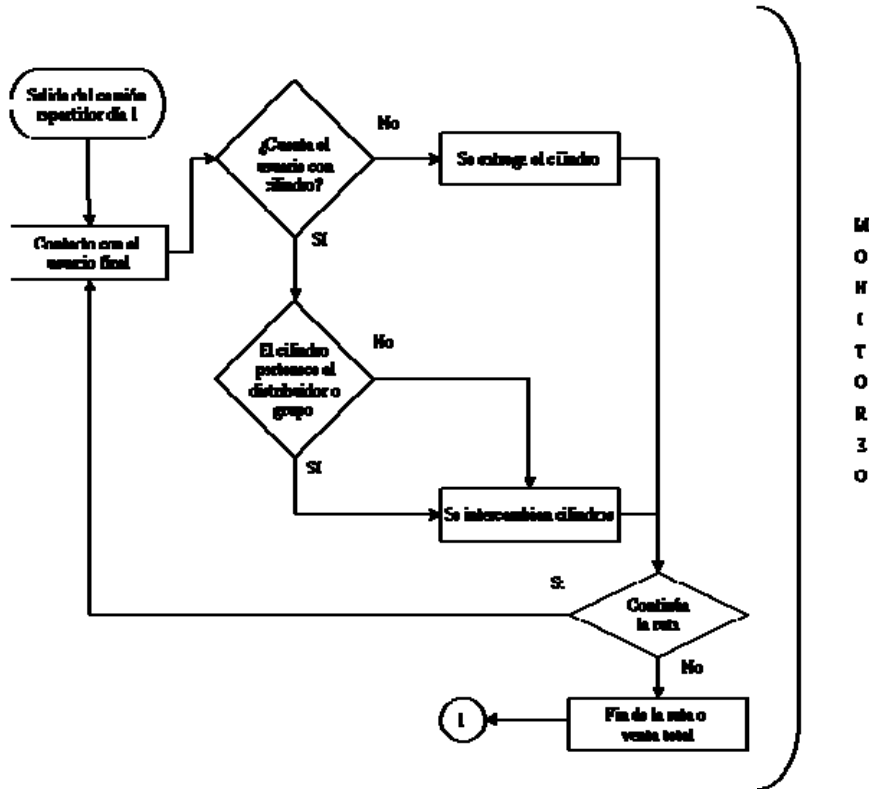 Salida del camión
repartidor día 1
Contacto con el
usuario final
¿Cuenta el
usuario con
cilindro?
No
Se entrega el cilindro
SI
El cilindro
pertenece al
distribuidor o
grupo
No
SI
Se intercambian cilindros
Si
Continúa
la ruta
No
Fin de la ruta o
venta total
1
M
O
N
I
T
O
R
E
O